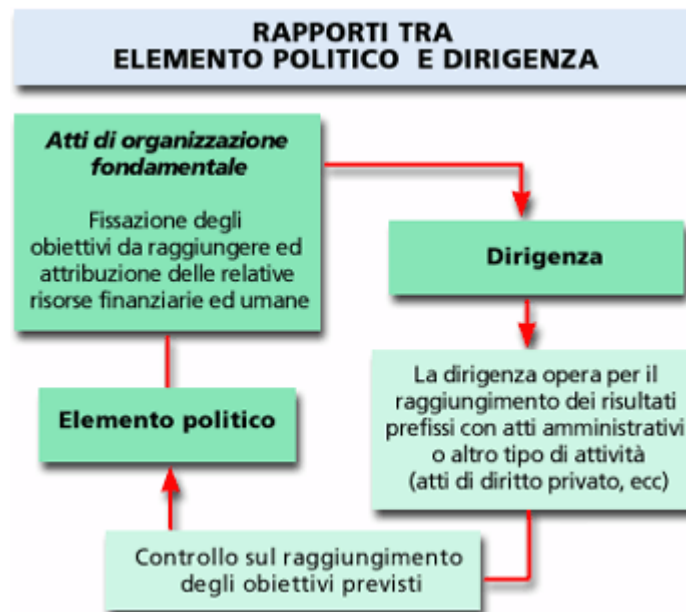 RAPPORTI TRA
ELEMENTO POLITICO E DIRIGENZA
Atti di organizzazione
fondamentale
Fissazione degli
obiettivi da raggiungere ed
attribuzione delle relative
risorse finanziarie ed umane
Dirigenza
La dirigenza opera per il
raggiungimento dei risultati
prefissi con atti amministrativi
o altro tipo di attività
(atti di diritto privato, ecc)
Elemento politico
Controllo sul raggiungimento
degli obiettivi previsti